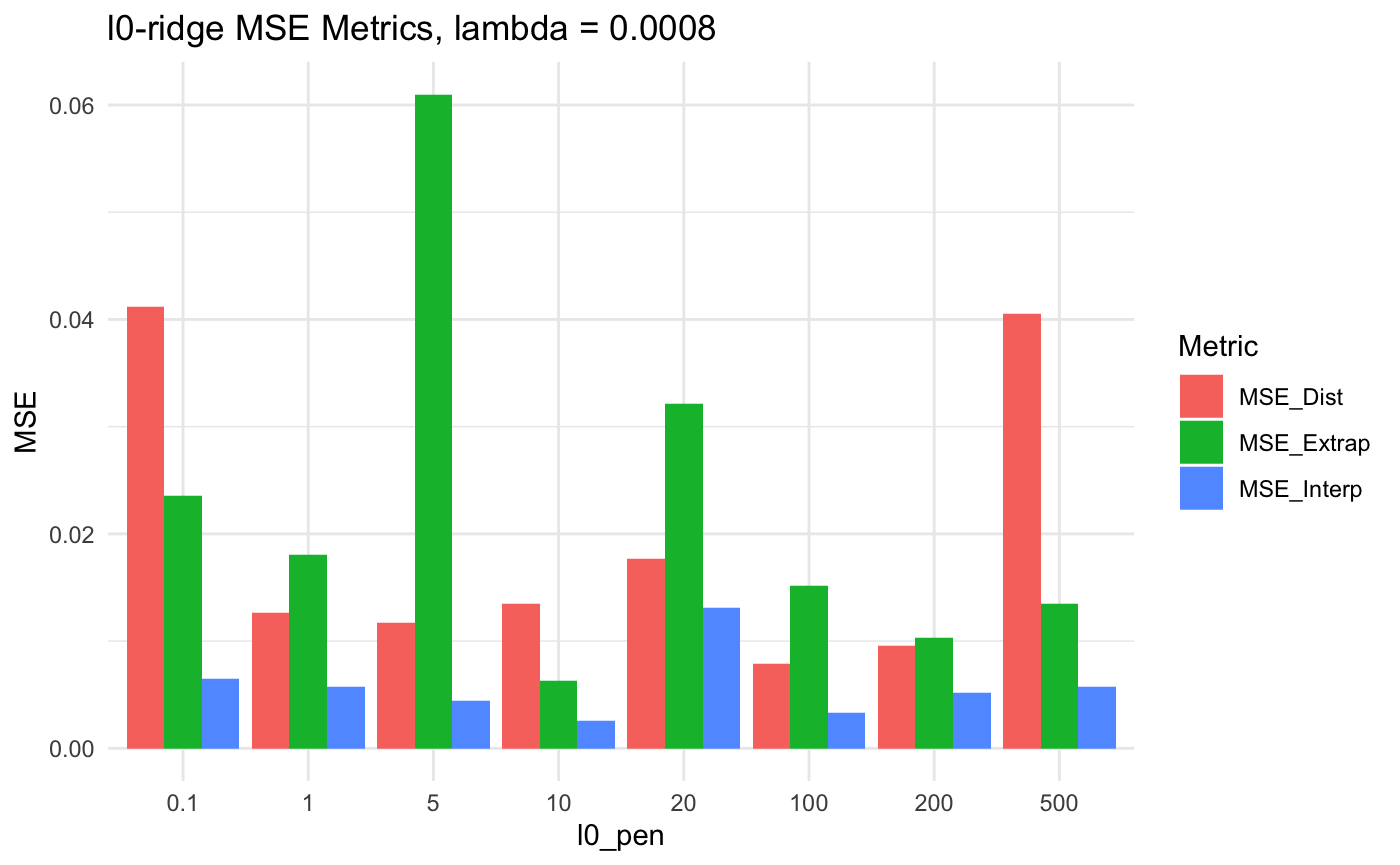 l0-ridge MSE Metrics, lambda = 0.0008
0.06
0.04
0.02
0.00
MSE
0.1 1 5 10 20 100 200 500
l0_pen
Metric
MSE_Dist
MSE_Extrap
MSE_Interp